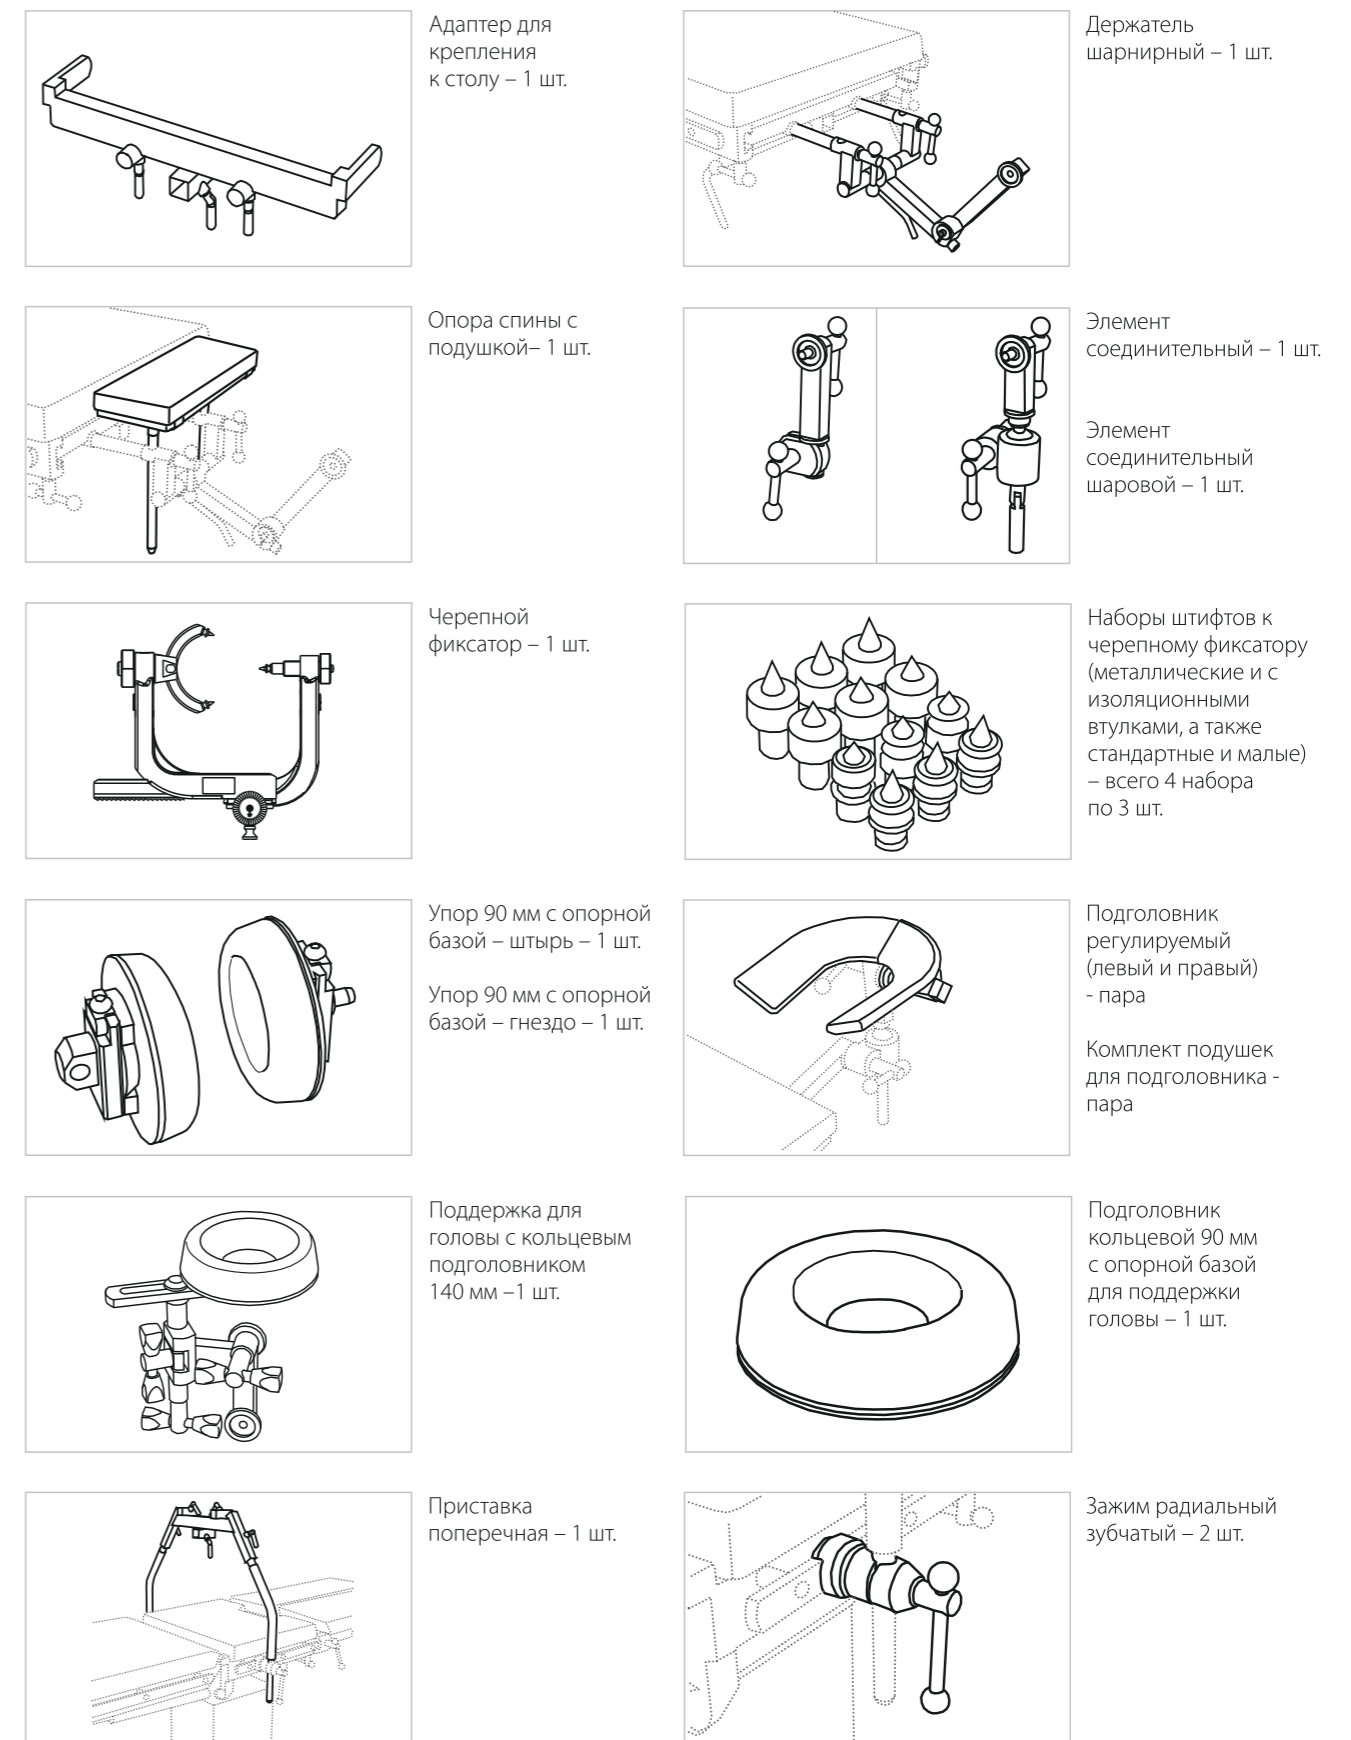 Адаптер для
крепления
к столу – 1 шт.
Держатель
шарнирный – 1 шт.
Опора спины с
подушкой– 1 шт.
Элемент
соединительный – 1 шт.
Элемент
соединительный
шаровой – 1 шт.
Черепной
фиксатор – 1 шт.
Наборы штифтов к
черепному фиксатору
(металлические и с
изоляционными
втулками, а также
стандартные и малые)
– всего 4 набора
по 3 шт.
Упор 90 мм с опорной
базой – штырь – 1 шт.
Упор 90 мм с опорной
базой – гнездо – 1 шт.
Подголовник
регулируемый
(левый и правый)
- пара
Комплект подушек
для подголовника -
пара
Поддержка для
головы с кольцевым
подголовником
140 мм –1 шт.
Подголовник
кольцевой 90 мм
с опорной базой
для поддержки
головы – 1 шт.
Приставка
поперечная – 1 шт.
Зажим радиальный
зубчатый – 2 шт.